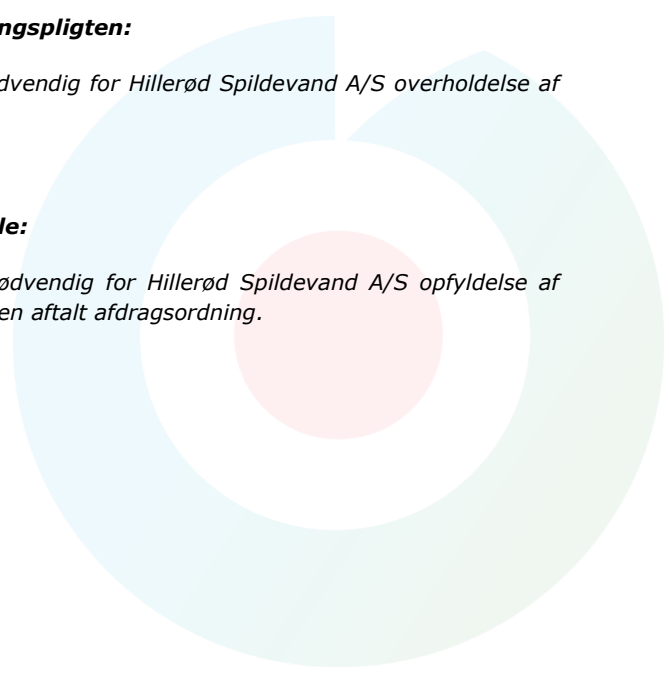 ngspligten:
dvendig for Hillerød Spildevand A/S overholdelse af
le:
ødvendig for Hillerød Spildevand A/S opfyldelse af
en aftalt afdragsordning.